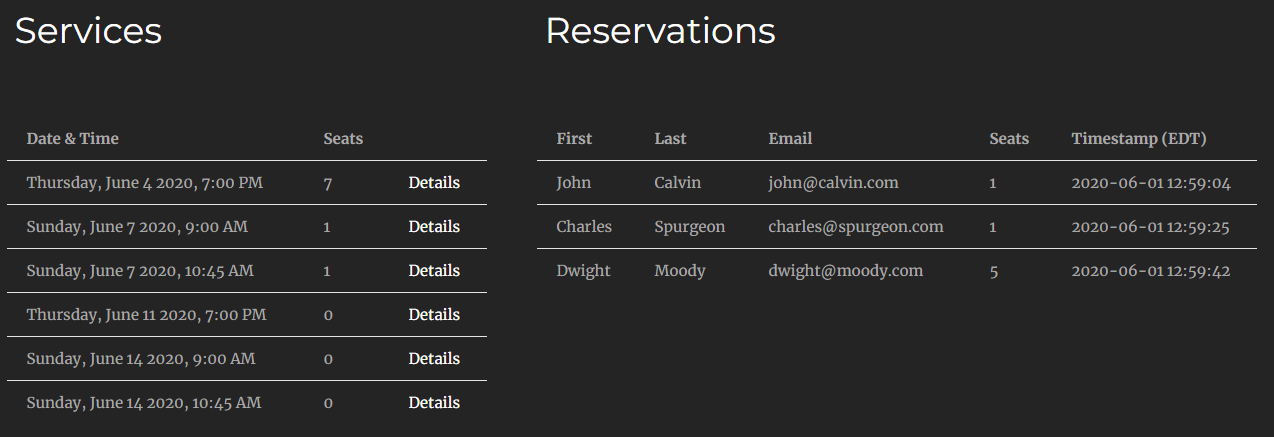 Services
Date & Time Seats
Thursday, June 4 2020, 7:00 PM 7 Details
Sunday, June 7 2020, 9:00 AM 1 Details
Sunday, June 7 2020, 10:45 AM 1 Details
Thursday, June 11 2020, 7:00 PM 0 Details
Sunday, June 14 2020, 9:00 AM 0 Details
Sunday, June 14 2020, 10:45 AM 0 Details
Reservations
First Last Email Seats Timestamp (EDT)
John Calvin john@calvin.com 1 2020-06-01 12:59:04
Charles Spurgeon charles@spurgeon.com 1 2020-06-01 12:59:25
Dwight Moody dwight@moody.com 5 2020-06-01 12:59:42